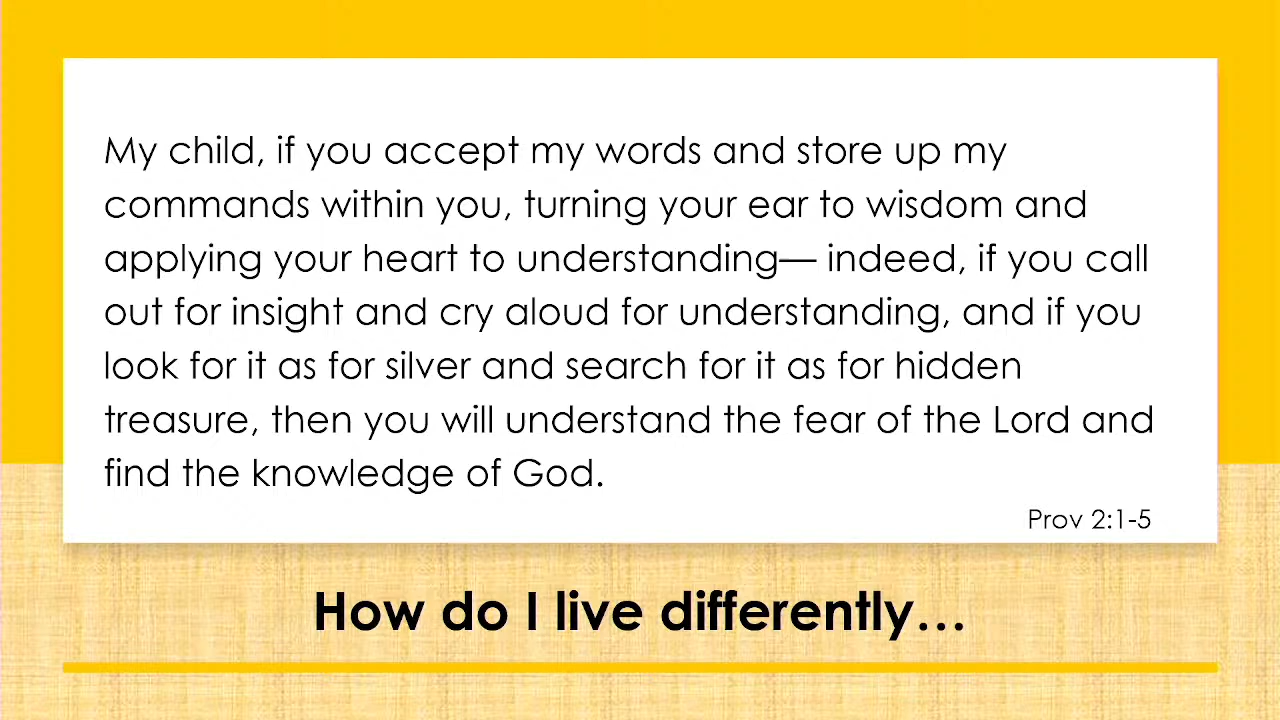 My child, if you accept my words and store up my
commands within you, turning your ear to wisdom and
applying your heart to understanding— indeed, if you call
out for insight and cry aloud for understanding, and if you
look for it as for silver and search for it as for hidden
treasure, then you will understand the fear of the Lord and
find the knowledge of God.
Prov 2:1-5
How do I live differently…